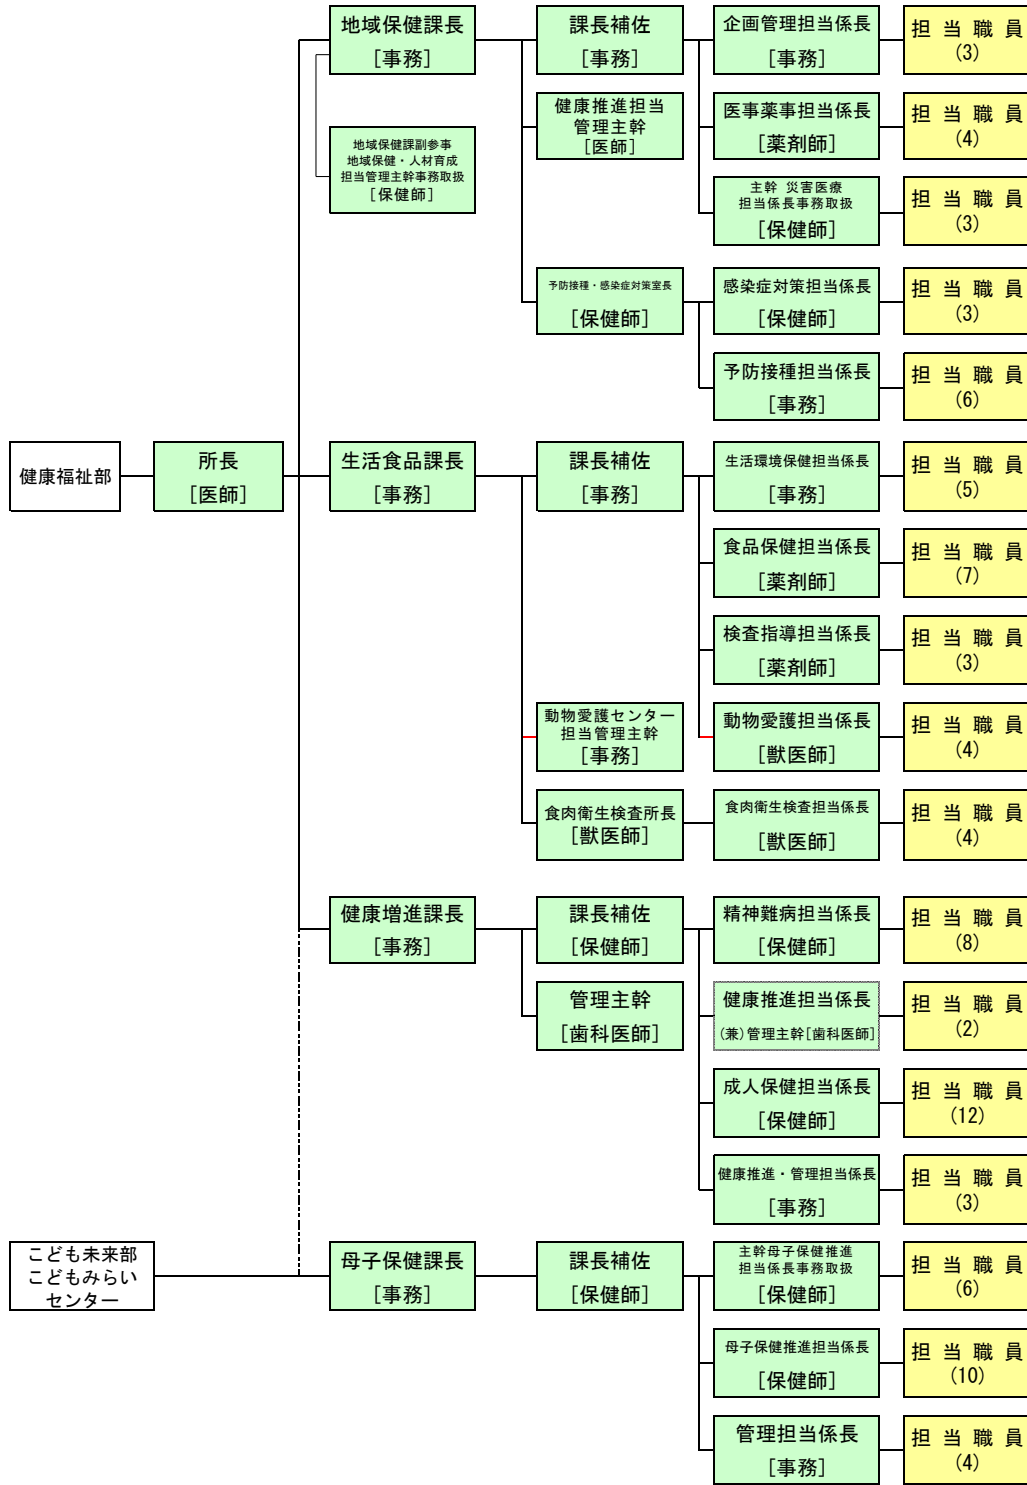 地域保健課長
[事務]
課長補佐
[事務]
企画管理担当係長
[事務]
担当職員
(3)
地域保健課副参事
地域保健・人材育成
担当管理主幹事務取扱
[保健師]
健康推進担当
管理主幹
[医師]
医事薬事担当係長
[薬剤師]
担当職員
(4)
主幹 災害医療
担当係長事務取扱
[保健師]
担当職員
(3)
予防接種・感染症対策室長
[保健師]
感染症対策担当係長
[保健師]
担当職員
(3)
予防接種担当係長
[事務]
担当職員
(6)
健康福祉部
所長
[医師]
生活食品課長
[事務]
課長補佐
[事務]
生活環境保健担当係長
[事務]
担当職員
(5)
食品保健担当係長
[薬剤師]
担当職員
(7)
検査指導担当係長
[薬剤師]
担当職員
(3)
動物愛護センター
担当管理主幹
[事務]
動物愛護担当係長
[獣医師]
担当職員
(4)
食肉衛生検査所長
[獣医師]
食肉衛生検査担当係長
[獣医師]
担当職員
(4)
健康増進課長
[事務]
課長補佐
[保健師]
精神難病担当係長
[保健師]
担当職員
(8)
管理主幹
[歯科医師]
健康推進担当係長
(兼)管理主幹[歯科医師]
担当職員
(2)
成人保健担当係長
[保健師]
担当職員
(12)
健康推進・管理担当係長
[事務]
担当職員
(3)
こども未来部
こどもみらい
センター
母子保健課長
[事務]
課長補佐
[保健師]
主幹母子保健推進
担当係長事務取扱
[保健師]
担当職員
(6)
母子保健推進担当係長
[保健師]
担当職員
(10)
管理担当係長
[事務]
担当職員
(4)